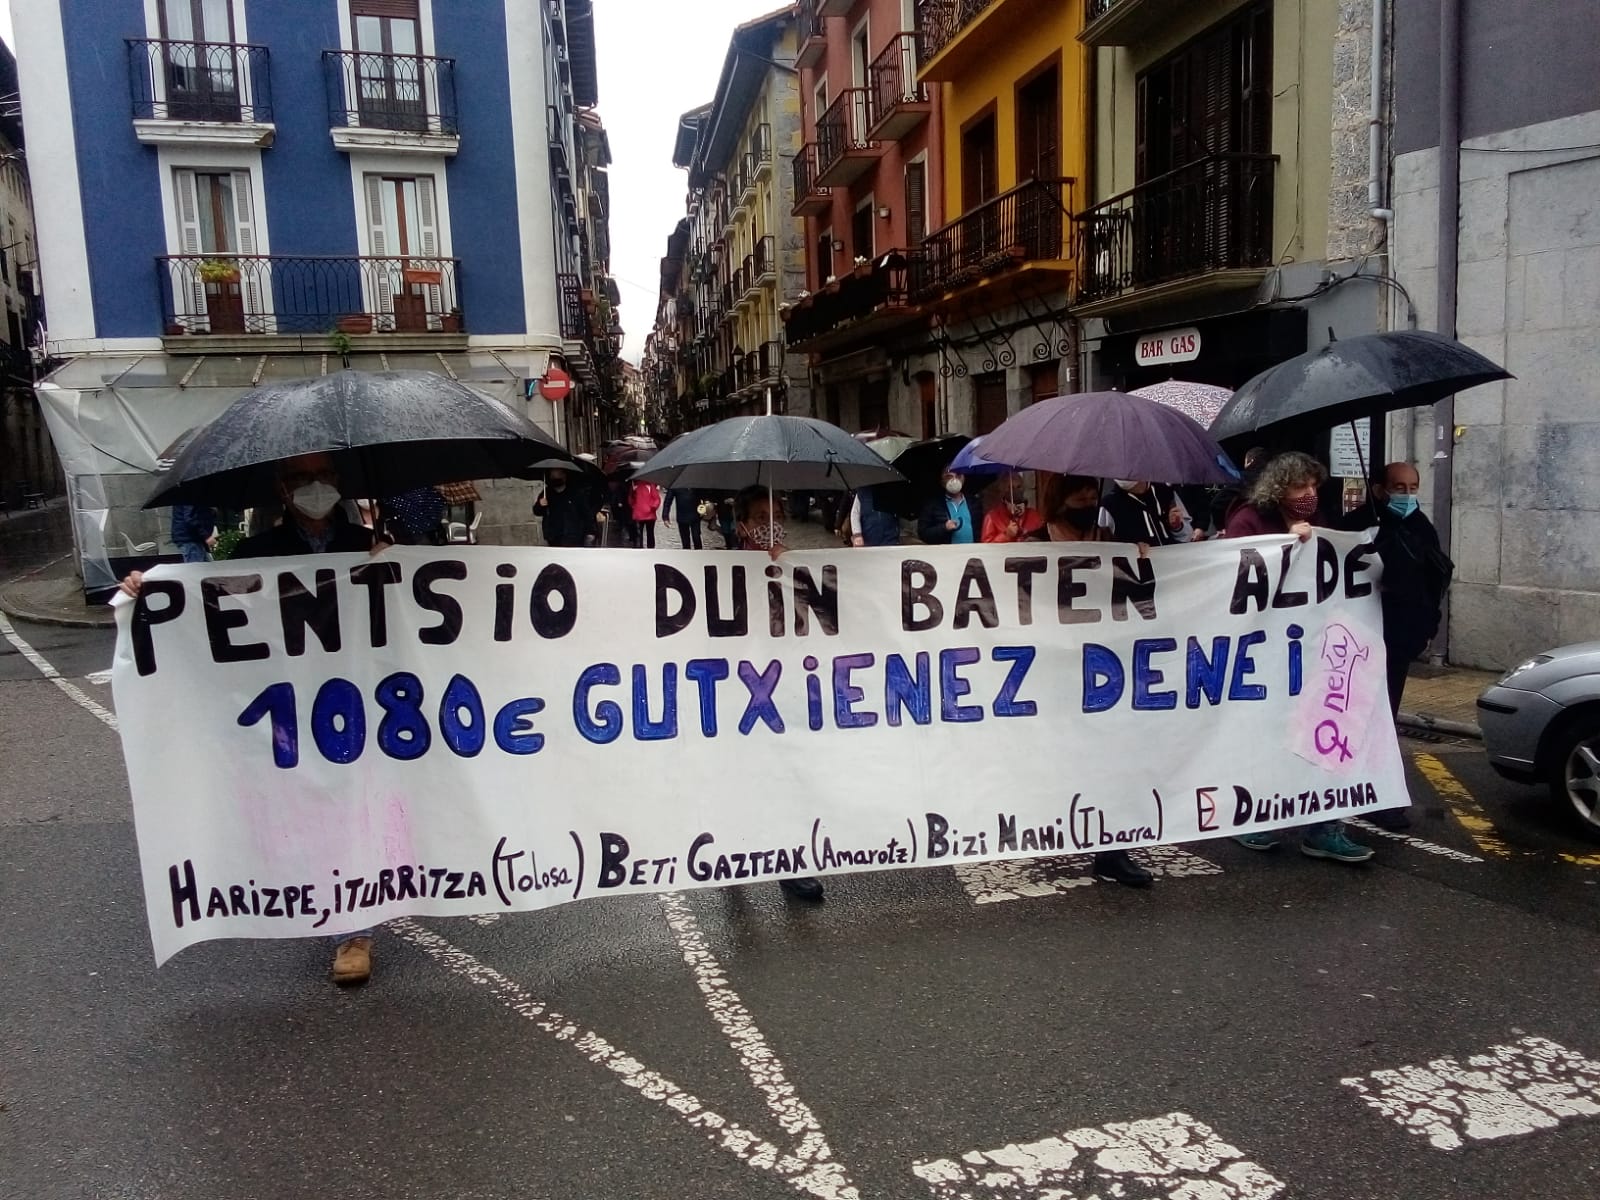 BAR GAS
PENTSiO DUiN BATEN ALDE
1080€ GUTXiENEZ DENEi
♀ neka
HARIZPE, iTURRiTZA (Tolosa) BETi GAZTEAK (Amarotz) BiZi NAHi (Ibarra) E DUiNTASUNA